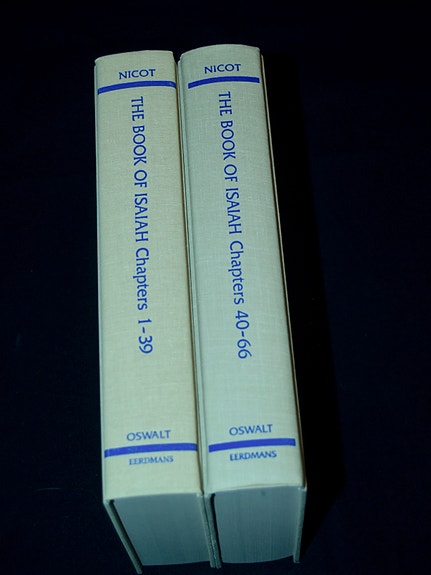 NICOT
THE BOOK OF ISAIAH Chapters 1-39
OSWALT
EERDMANS
NICOT
THE BOOK OF ISAIAH Chapters 40-66
OSWALT
EERDMANS